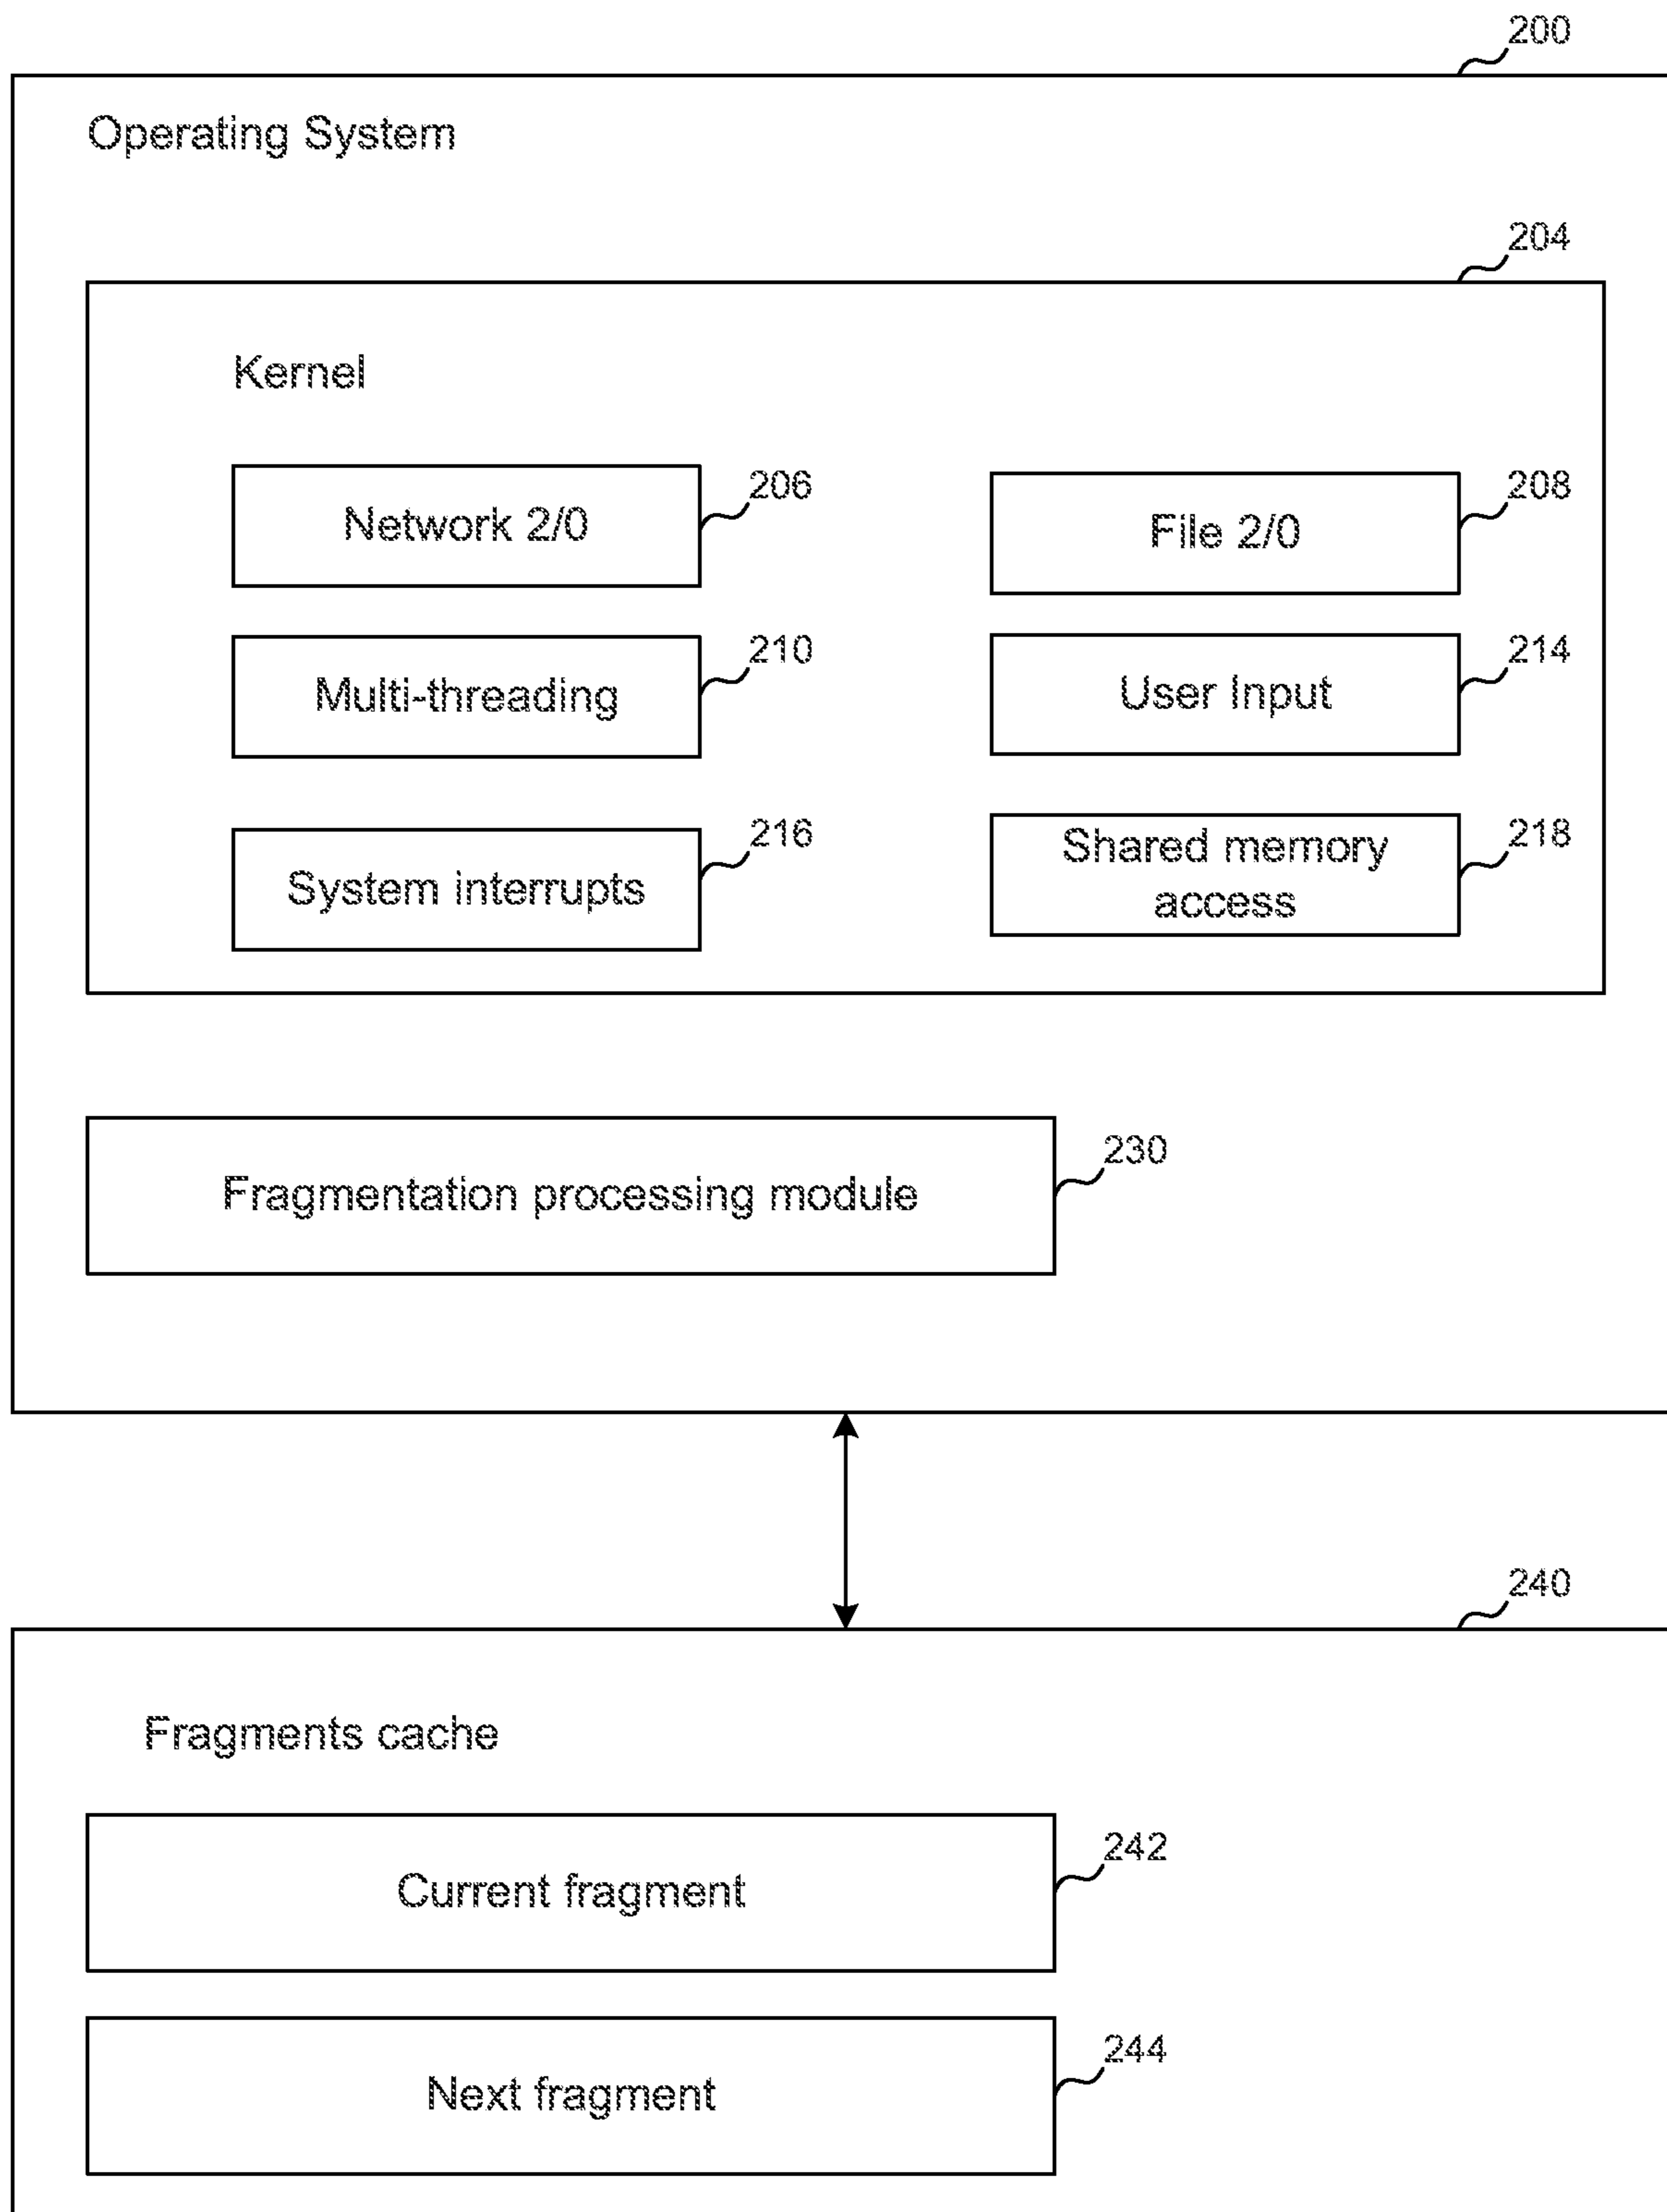 200
Operating System
204
Kernel
Network 2/0
206
File 2/0
208
Multi-threading
210
User Input
214
System interrupts
216
Shared memory
access
218
Fragmentation processing module
230
240
Fragments cache
Current fragment
242
Next fragment
244